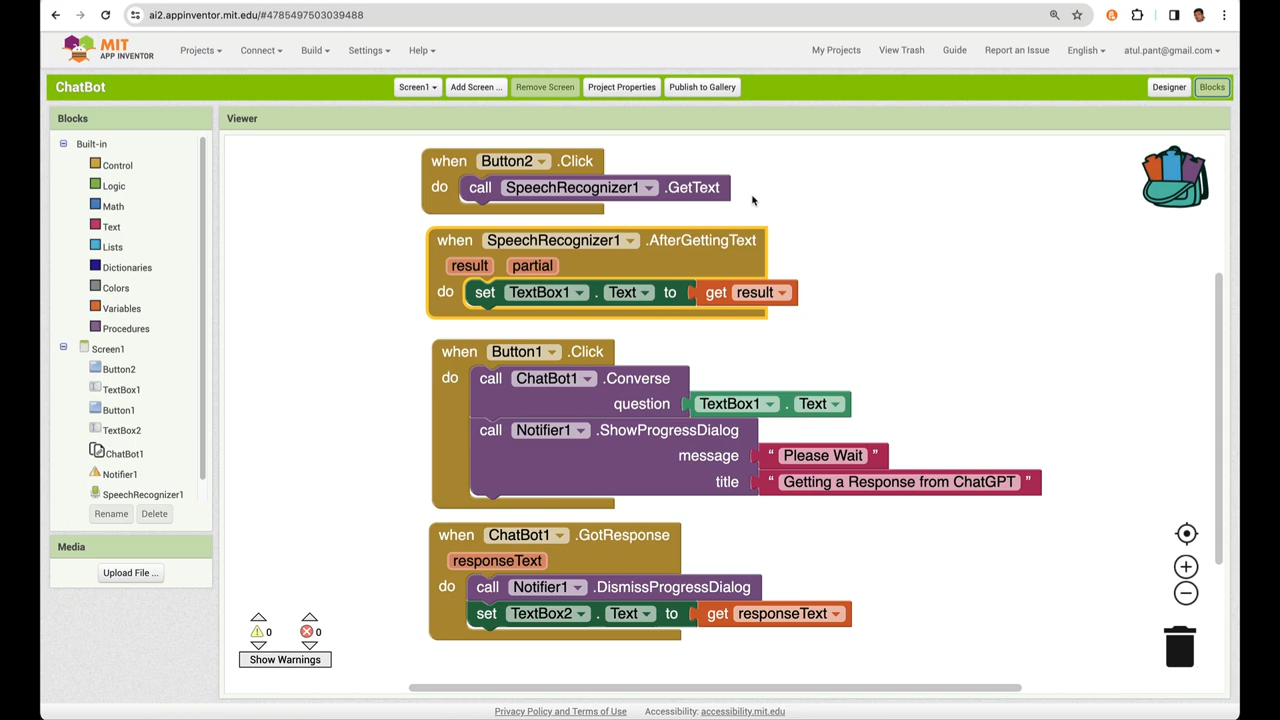 ai2.appinventor.mit.edu/#4785497503039488
MIT
APP INVENTOR
Projects Connect Build Settings Help My Projects View Trash Guide Report an Issue English atul.pant@gmail.com
ChatBot Screen1 Add Screen ... Remove Screen Project Properties Publish to Gallery Designer Blocks
Blocks
Built-in
Control
Logic
Math
Text
Lists
Dictionaries
Colors
Variables
Procedures
Screen1
Button2
TextBox1
Button1
TextBox2
ChatBot1
Notifier1
SpeechRecognizer1
Rename Delete
Media
Upload File ...
Viewer
when Button2 .Click
do call SpeechRecognizer1 .GetText
when SpeechRecognizer1 .AfterGettingText
result partial
do set TextBox1 . Text to get result
when Button1 .Click
do call ChatBot1 .Converse
question TextBox1 . Text
call Notifier1 .ShowProgressDialog
message “ Please Wait ”
title “ Getting a Response from ChatGPT ”
when ChatBot1 .GotResponse
responseText
do call Notifier1 .DismissProgressDialog
set TextBox2 . Text to get responseText
0 0
Show Warnings
Privacy Policy and Terms of Use Accessibility: accessibility.mit.edu